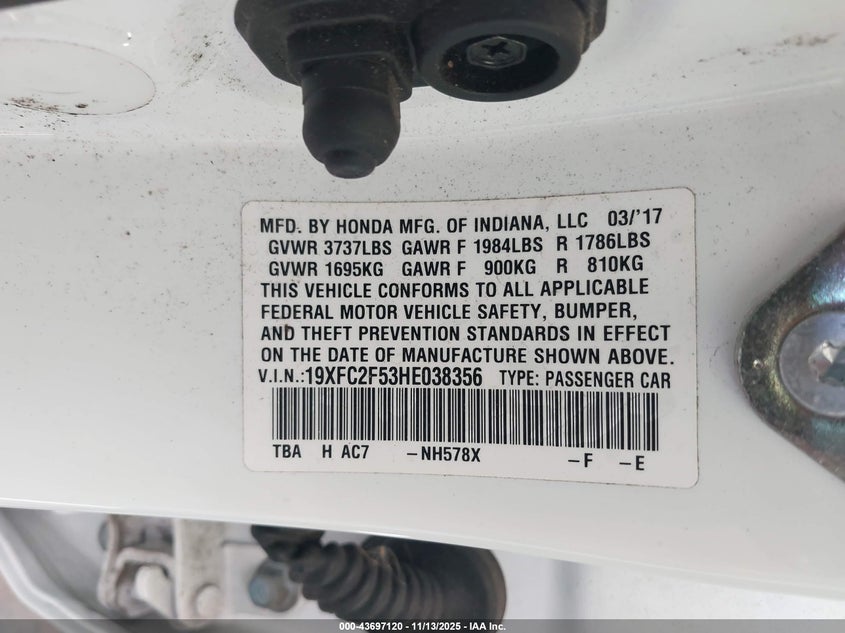 MFD. BY HONDA MFG. OF INDIANA, LLC 03/'17
GVWR 3737LBS GAWR F 1984LBS R 1786LBS
GVWR 1695KG GAWR F 900KG R 810KG
THIS VEHICLE CONFORMS TO ALL APPLICABLE
FEDERAL MOTOR VEHICLE SAFETY, BUMPER,
AND THEFT PREVENTION STANDARDS IN EFFECT
ON THE DATE OF MANUFACTURE SHOWN ABOVE.
V.I.N.:19XFC2F53HE038356 TYPE: PASSENGER CAR
TBA H AC7 -NH578X -F -E
000-43697120 - 11/13/2025 - IAA Inc.